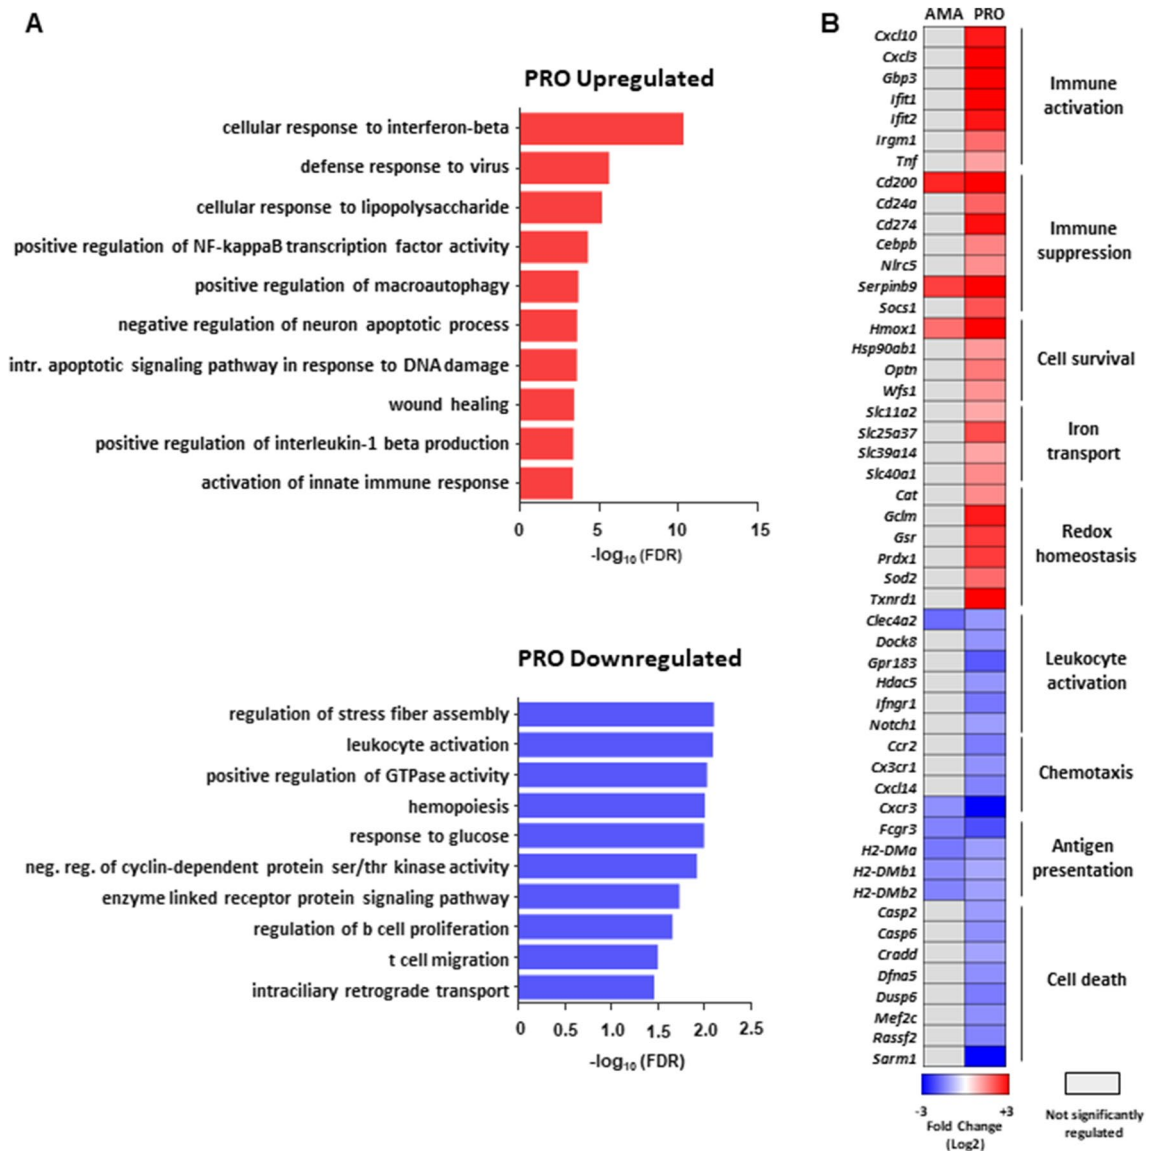 A
PRO Upregulated
cellular response to interferon-beta
defense response to virus
cellular response to lipopolysaccharide
positive regulation of NF-kappaB transcription factor activity
positive regulation of macroautophagy
negative regulation of neuron apoptotic process
intr. apoptotic signaling pathway in response to DNA damage
wound healing
positive regulation of interleukin-1 beta production
activation of innate immune response
0 5 10 15
-log10 (FDR)
PRO Downregulated
regulation of stress fiber assembly
leukocyte activation
positive regulation of GTPase activity
hemopoiesis
response to glucose
neg. reg. of cyclin-dependent protein ser/thr kinase activity
enzyme linked receptor protein signaling pathway
regulation of b cell proliferation
t cell migration
intraciliary retrograde transport
0 0.5 1.0 1.5 2.0 2.5
-log10 (FDR)
B
AMA PRO
Cxcl10
Cxcl3
Gbp3
Ifit1
Ifit2
Irgm1
Tnf
Immune
activation
Cd200
Cd24a
Cd274
Cebpb
Nlrc5
Serpinb9
Socs1
Immune
suppression
Hmox1
Hsp90ab1
Optn
Wfs1
Cell survival
Slc11a2
Slc25a37
Slc39a14
Slc40a1
Iron
transport
Cat
Gclm
Gsr
Prdx1
Sod2
Txnrd1
Redox
homeostasis
Clec4a2
Dock8
Gpr183
Hdac5
Ifngr1
Notch1
Leukocyte
activation
Ccr2
Cx3cr1
Cxcl14
Cxcr3
Chemotaxis
Fcgr3
H2-DMa
H2-DMb1
H2-DMb2
Antigen
presentation
Casp2
Casp6
Cradd
Dfna5
Dusp6
Mef2c
Rassf2
Sarm1
Cell death
-3 +3
Fold Change
(Log2)
Not significantly
regulated